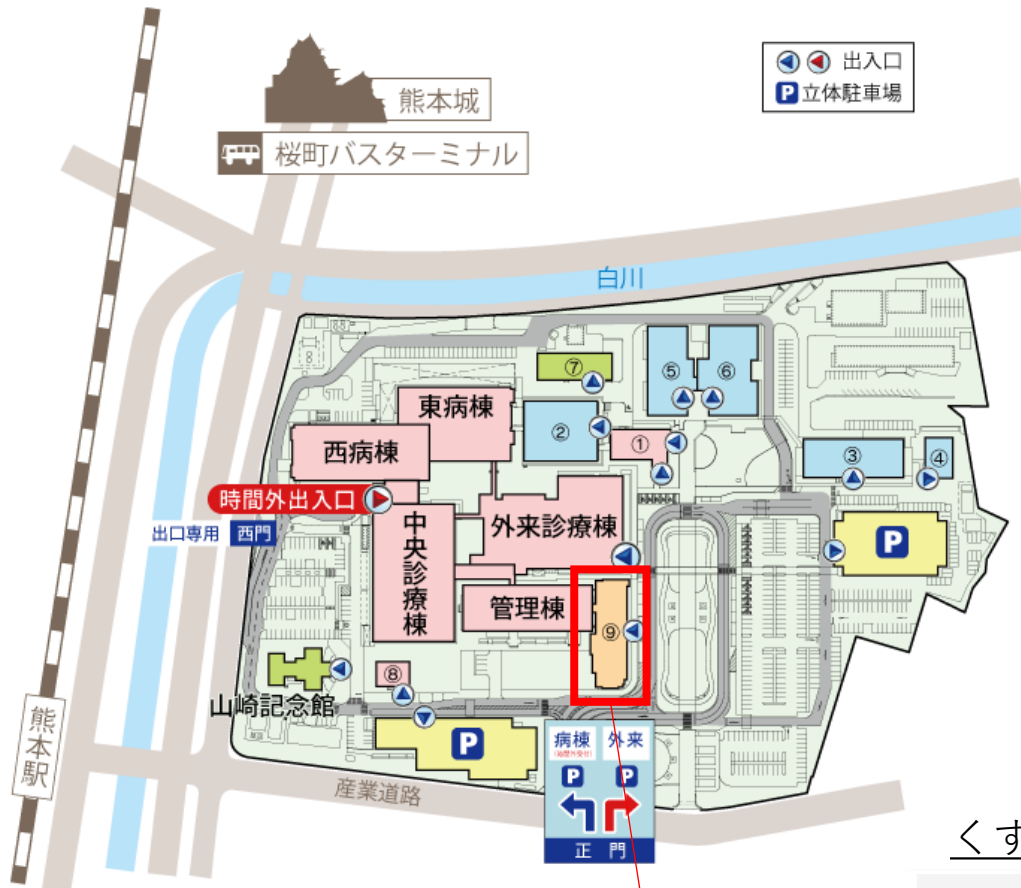 出入口
P 立体駐車場
熊本城
桜町バスターミナル
白川
⑦
⑤
⑥
東病棟
②
①
西病棟
③
④
時間外出入口
外来診療棟
出口専用 西門
中央診療棟
P
管理棟
⑨
⑧
山崎記念館
熊本駅
P
病棟 外来
P P
産業道路
正門
くす